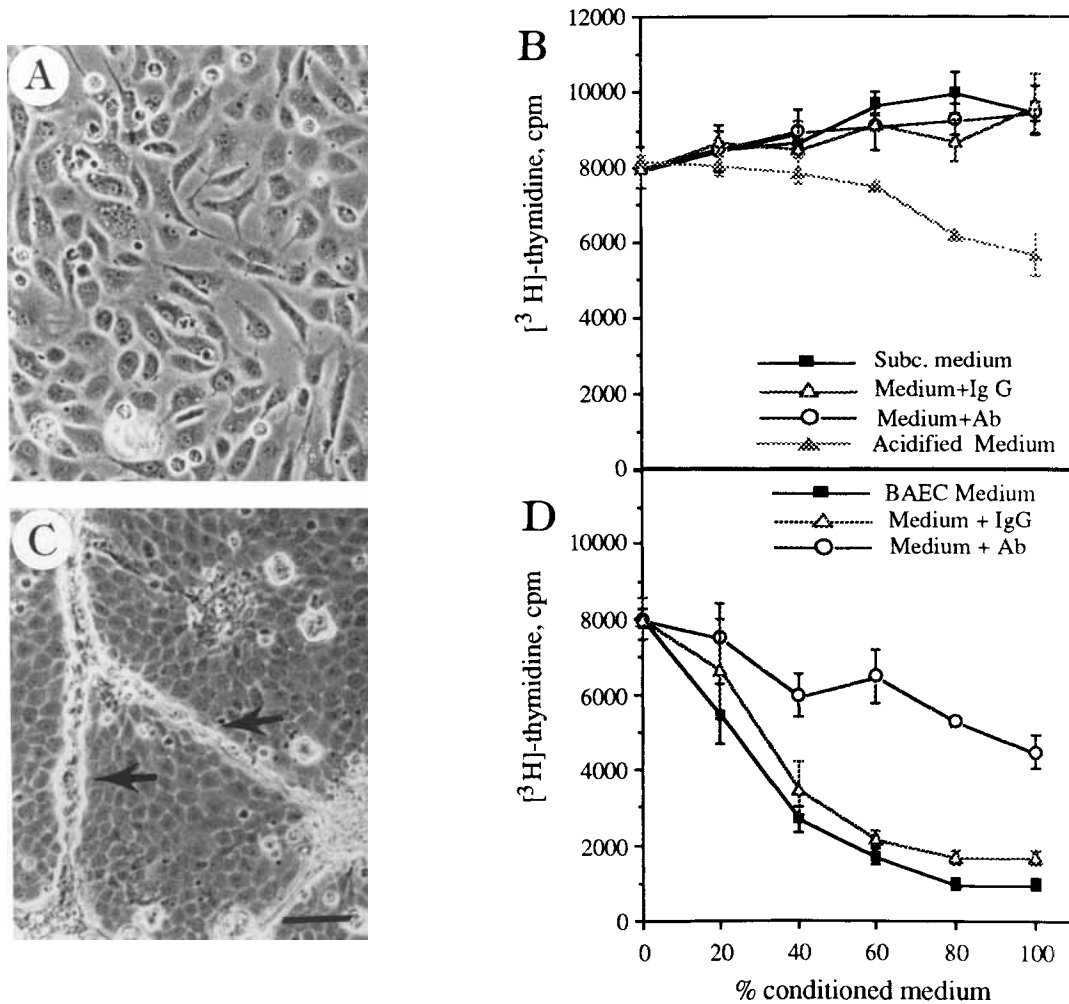 A
B
12000
10000
8000
6000
4000
2000
0
[3 H]-thymidine, cpm
Subc. medium
Medium+Ig G
Medium+Ab
Acidified Medium
C
D
10000
8000
6000
4000
2000
0
[3 H]-thymidine, cpm
BAEC Medium
Medium + IgG
Medium + Ab
0 20 40 60 80 100
% conditioned medium